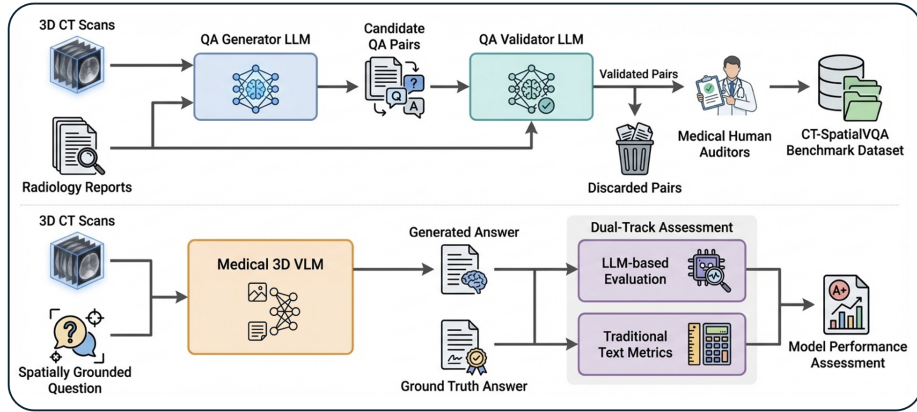 3D CT Scans
QA Generator LLM
Candidate
QA Pairs
?
Q
A
QA Validator LLM
Validated Pairs
Radiology Reports
Discarded Pairs
Medical Human
Auditors
CT-SpatialVQA
Benchmark Dataset
3D CT Scans
?
Spatially Grounded
Question
Medical 3D VLM
Generated Answer
Ground Truth Answer
Dual-Track Assessment
LLM-based
Evaluation
Traditional
Text Metrics
A+
Model Performance
Assessment